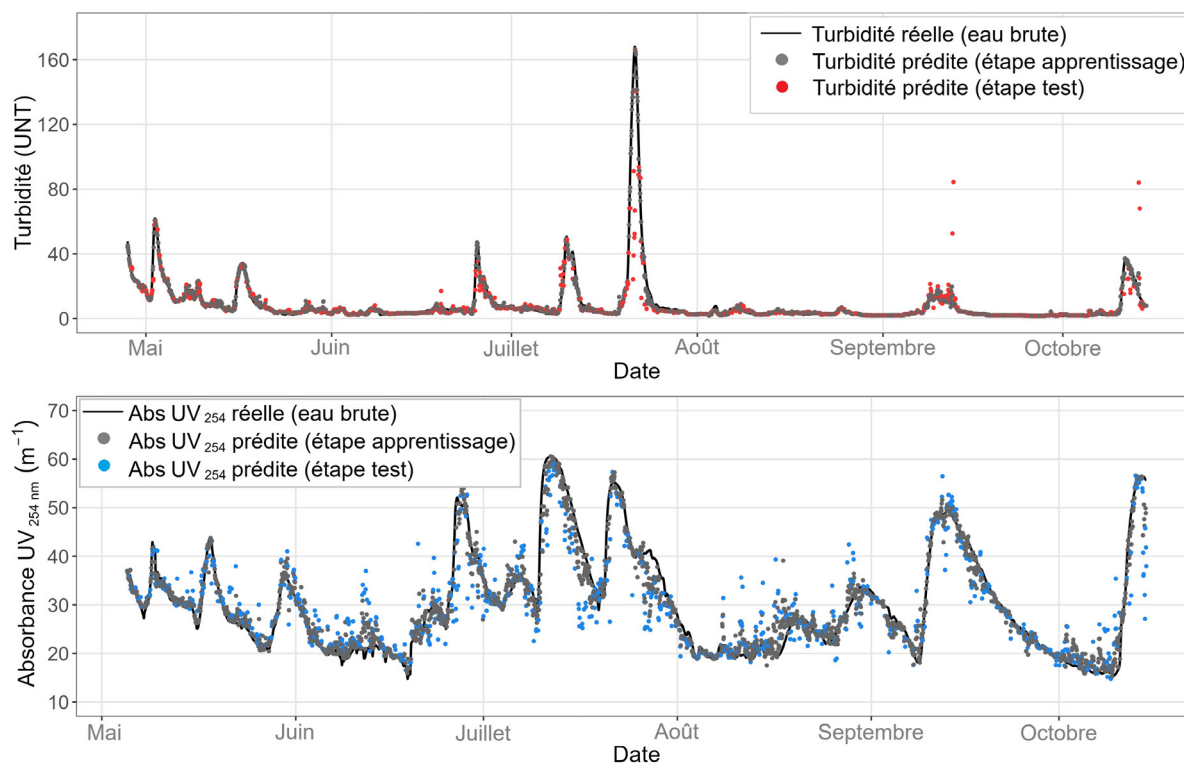 Turbidité réelle (eau brute)
Turbidité prédite (étape apprentissage)
Turbidité prédite (étape test)
Turbidité (UNT)
160
120
80
40
0
Mai Juin Juillet Août Septembre Octobre
Date
Abs UV 254 réelle (eau brute)
Abs UV 254 prédite (étape apprentissage)
Abs UV 254 prédite (étape test)
Absorbance UV 254 nm (m⁻¹)
70
60
50
40
30
20
10
Mai Juin Juillet Août Septembre Octobre
Date